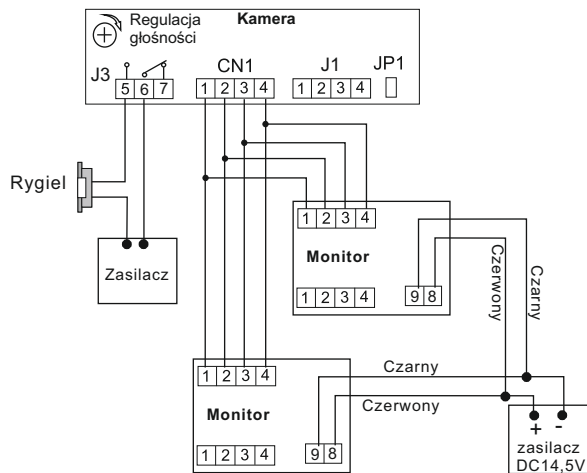 Regulacja
głośności
Kamera
J3
CN1
J1
JP1
5 6 7
1 2 3 4
1 2 3 4
Rygiel
Zasilacz
1 2 3 4
Monitor
1 2 3 4
9 8
Czerwony
Czarny
1 2 3 4
Monitor
1 2 3 4
9 8
Czarny
Czerwony
+ -
zasilacz
DC14,5V